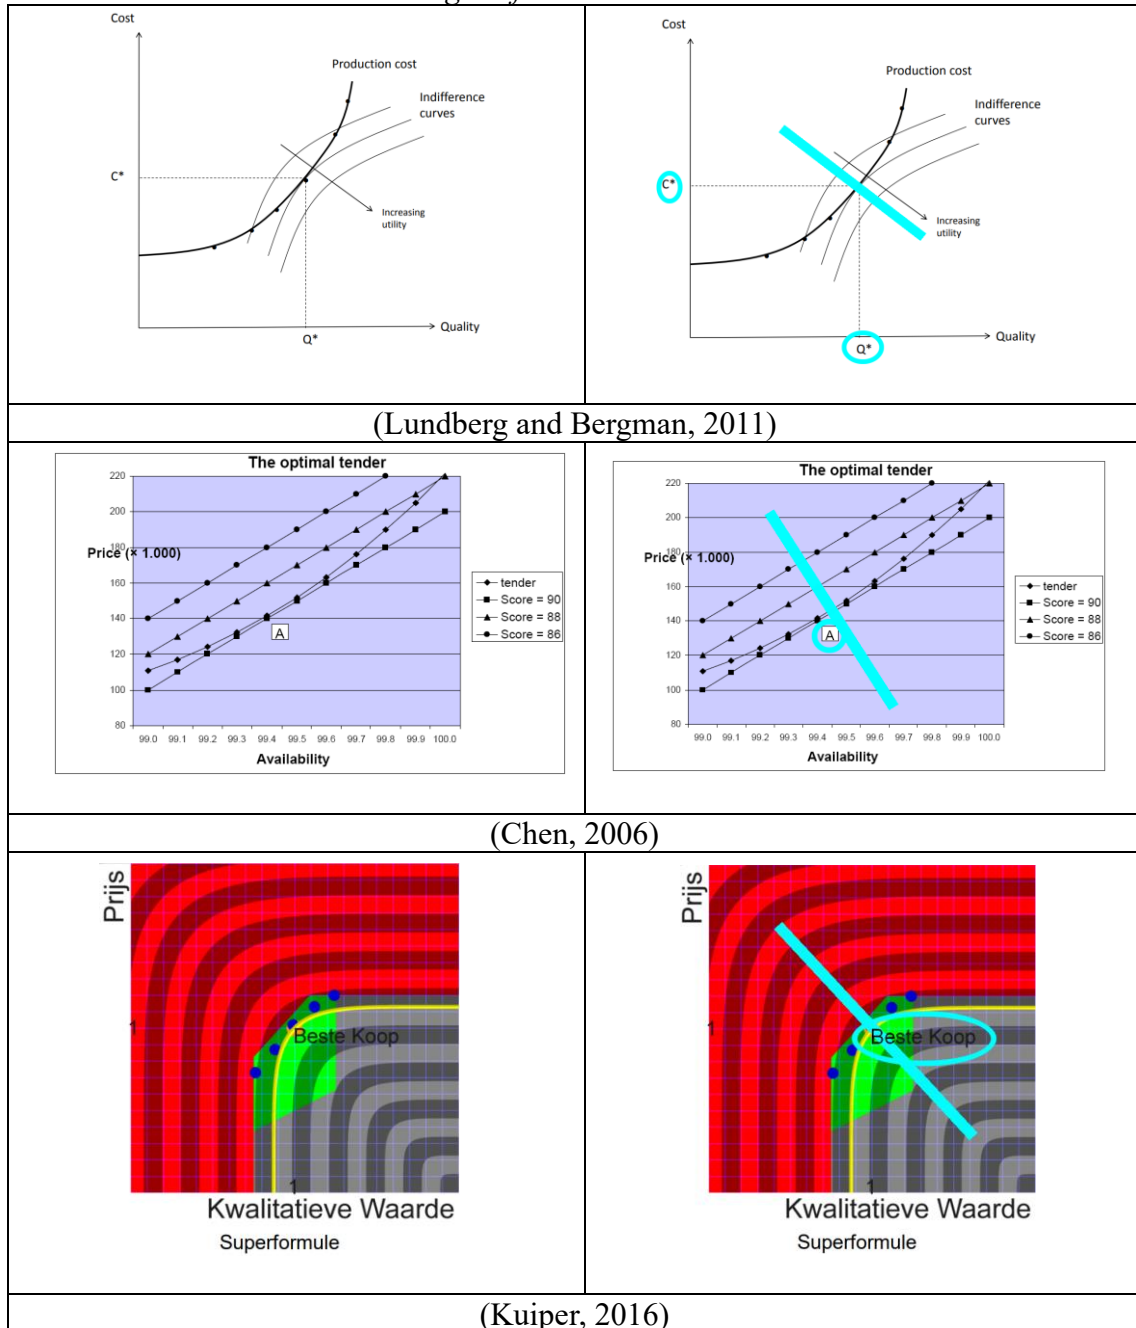 Cost
Production cost
Indifference
curves
C*
Increasing
utility
Quality
Q*
Cost
Production cost
Indifference
curves
C*
Increasing
utility
Quality
Q*
(Lundberg and Bergman, 2011)
The optimal tender
220
200
180
Price (× 1.000)
160
140
120
100
80
A
tender
Score = 90
Score = 88
Score = 86
99.0 99.1 99.2 99.3 99.4 99.5 99.6 99.7 99.8 99.9 100.0
Availability
The optimal tender
220
200
180
Price (× 1.000)
160
140
120
100
80
A
tender
Score = 90
Score = 88
Score = 86
99.0 99.1 99.2 99.3 99.4 99.5 99.6 99.7 99.8 99.9 100.0
Availability
(Chen, 2006)
Prijs
1
Beste Koop
1
Kwalitatieve Waarde
Superformule
Prijs
1
Beste Koop
1
Kwalitatieve Waarde
Superformule
(Kuiper, 2016)